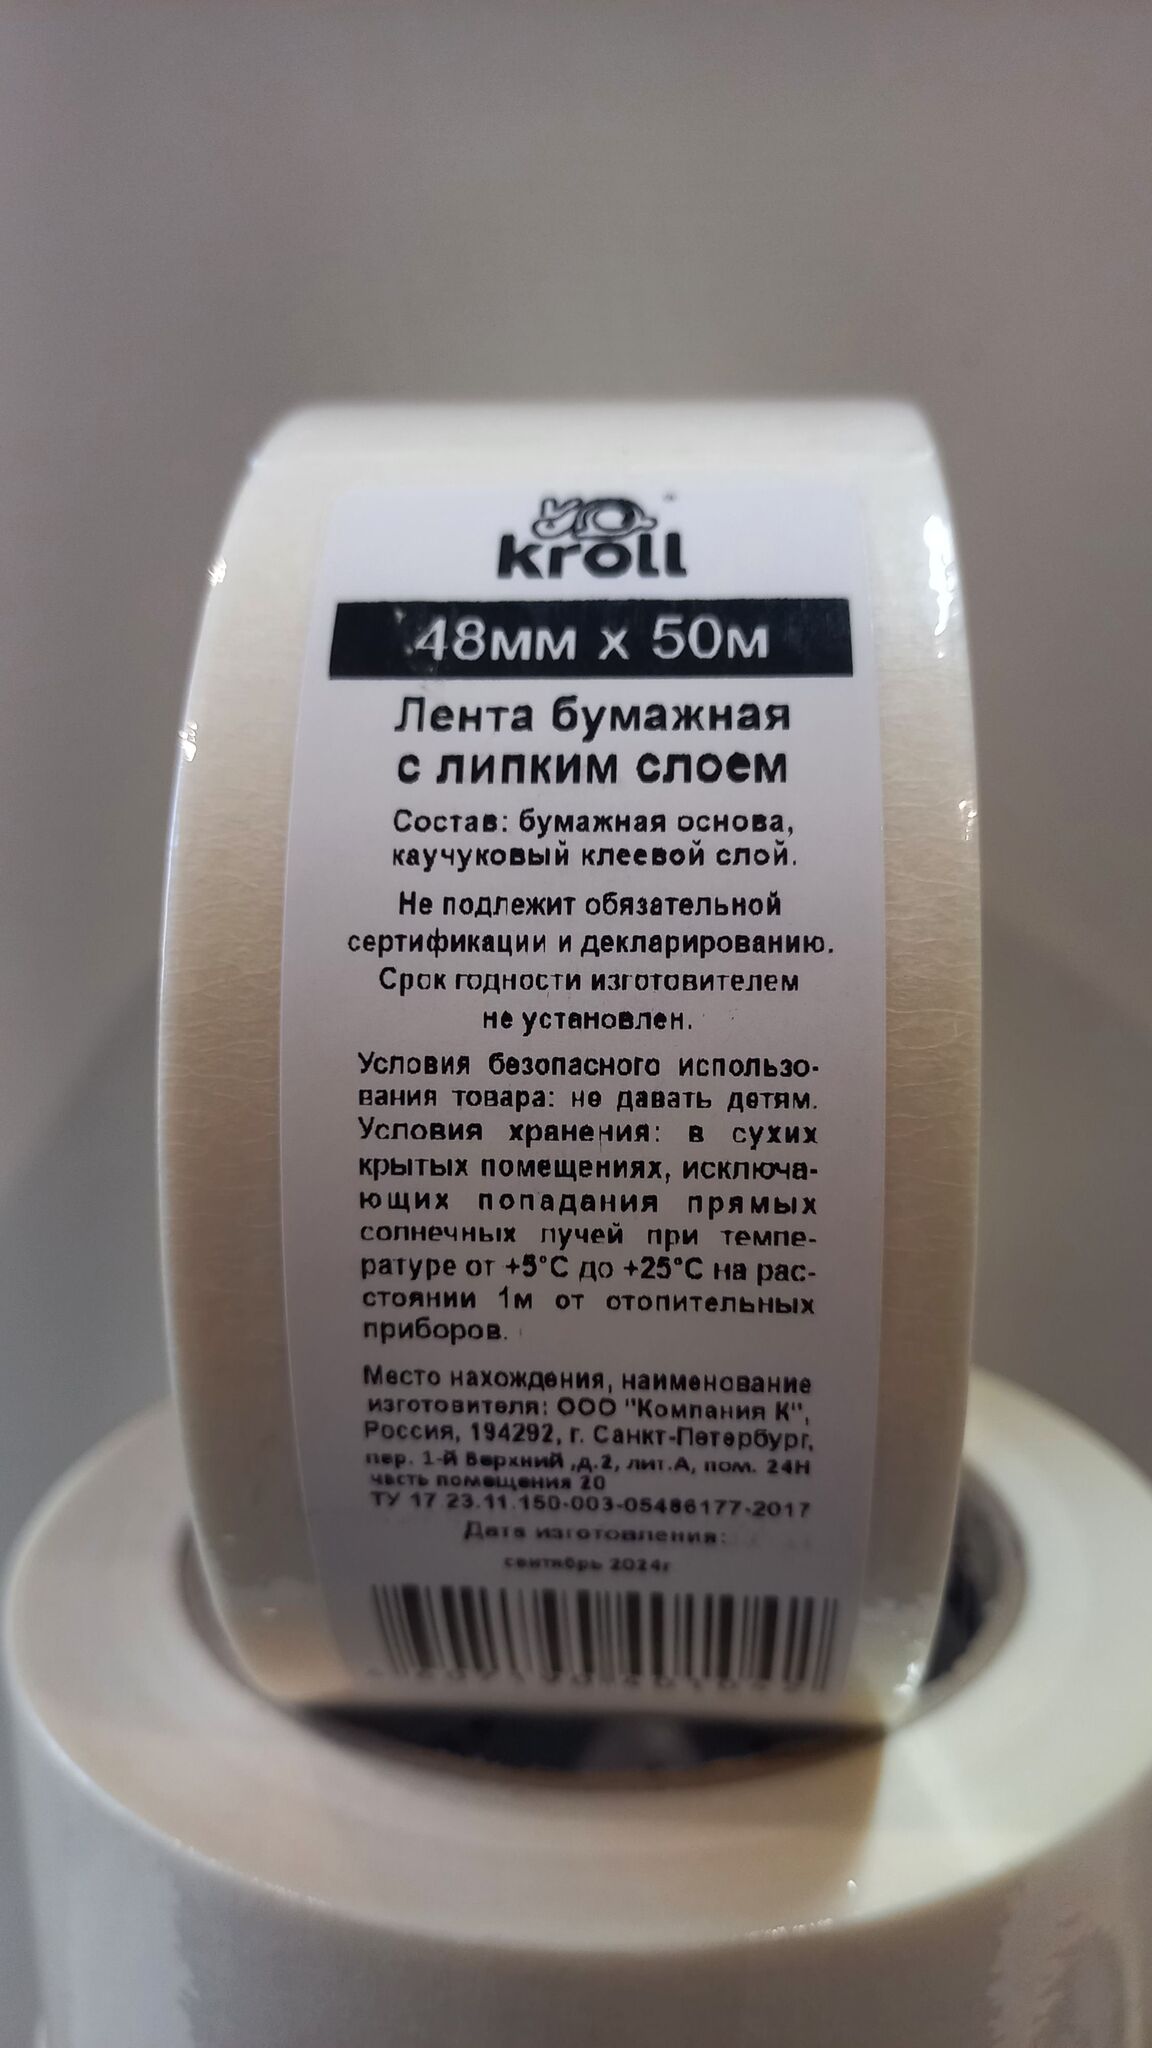 kroll
48мм х 50м
Лента бумажная
с липким слоем
Состав: бумажная основа,
каучуковый клеевой слой.
Не подлежит обязательной
сертификации и декларированию.
Срок годности изготовителем
не установлен.
Условия безопасного использо-
вания товара: не давать детям.
Условия хранения: в сухих
крытых помещениях, исключа-
ющих попадания прямых
солнечных лучей при темпе-
ратуре от +5°С до +25°С на рас-
стоянии 1м от отопительных
приборов.
Место нахождения, наименование
изготовителя: ООО "Компания К",
Россия, 194292, г. Санкт-Петербург,
пер. 1-й Верхний ,д.2, лит.А, пом. 24Н
часть помещения 20
ТУ 17 23.11.150-003-05486177-2017
Дата изготовления:
сентябрь 2024г